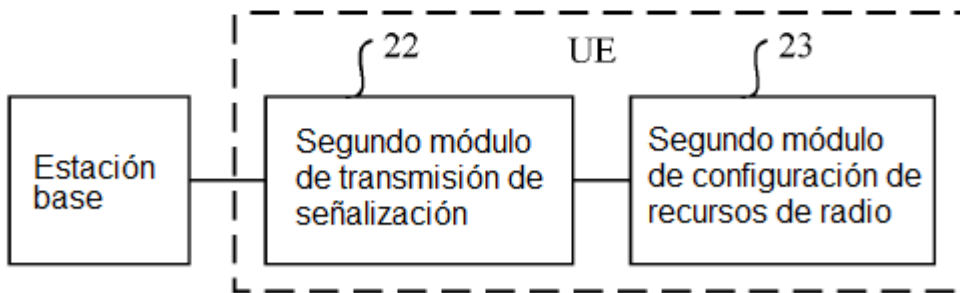 22
UE
23
Estación
base
Segundo módulo
de transmisión de
señalización
Segundo módulo
de configuración de
recursos de radio